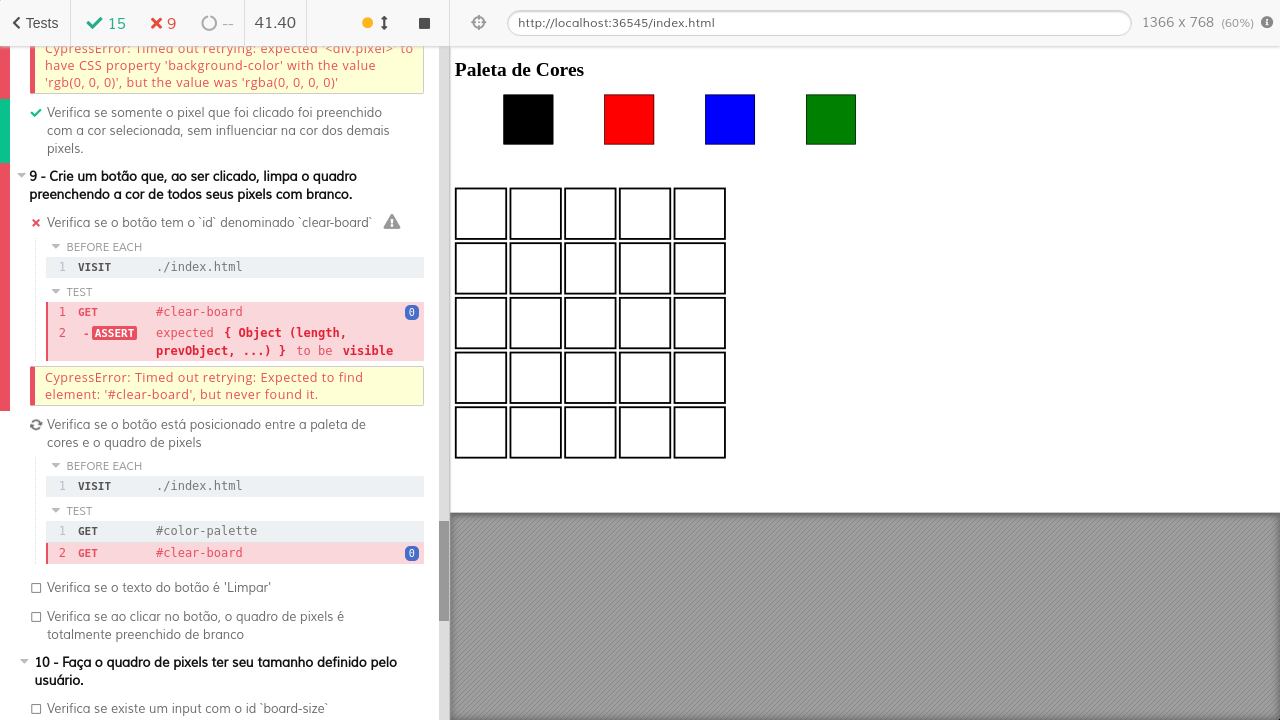 Tests 15 9 -- 41.40 http://localhost:36545/index.html 1366 x 768 (60%)
CypressError: Timed out retrying: expected '<div.pixel>' to
have CSS property 'background-color' with the value
'rgb(0, 0, 0)', but the value was 'rgba(0, 0, 0, 0)'
Verifica se somente o pixel que foi clicado foi preenchido
com a cor selecionada, sem influenciar na cor dos demais
pixels.
9 - Crie um botão que, ao ser clicado, limpa o quadro
preenchendo a cor de todos seus pixels com branco.
Verifica se o botão tem o `id` denominado `clear-board`
BEFORE EACH
1 VISIT ./index.html
TEST
1 GET #clear-board 0
2 -ASSERT expected { Object (length,
prevObject, ...) } to be visible
CypressError: Timed out retrying: Expected to find
element: '#clear-board', but never found it.
Verifica se o botão está posicionado entre a paleta de
cores e o quadro de pixels
BEFORE EACH
1 VISIT ./index.html
TEST
1 GET #color-palette
2 GET #clear-board 0
Verifica se o texto do botão é 'Limpar'
Verifica se ao clicar no botão, o quadro de pixels é
totalmente preenchido de branco
10 - Faça o quadro de pixels ter seu tamanho definido pelo
usuário.
Verifica se existe um input com o id `board-size`
Paleta de Cores